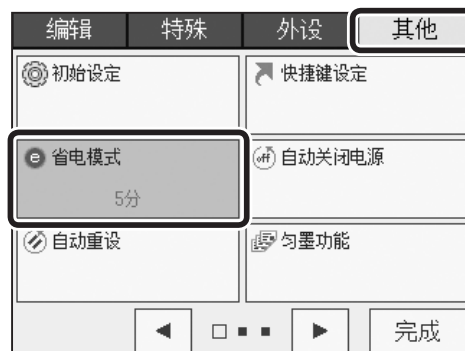 编辑 特殊 外设 其他
初始设定 快捷键设定
省电模式 自动关闭电源
5分
自动重设 匀墨功能
完成